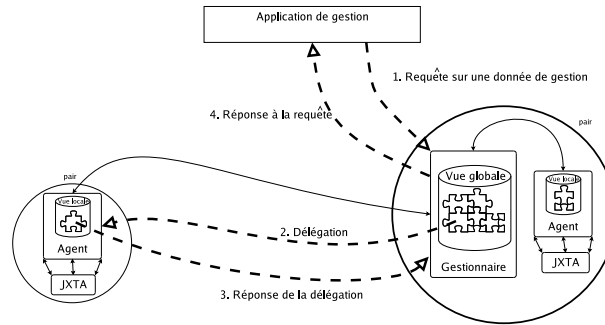 Application de gestion
1. Requête sur une donnée de gestion
4. Réponse à la requête
pair
pair
Vue globale
Vue locale
Vue locale
Agent
2. Délégation
Agent
Gestionnaire
JXTA
JXTA
3. Réponse de la délégation